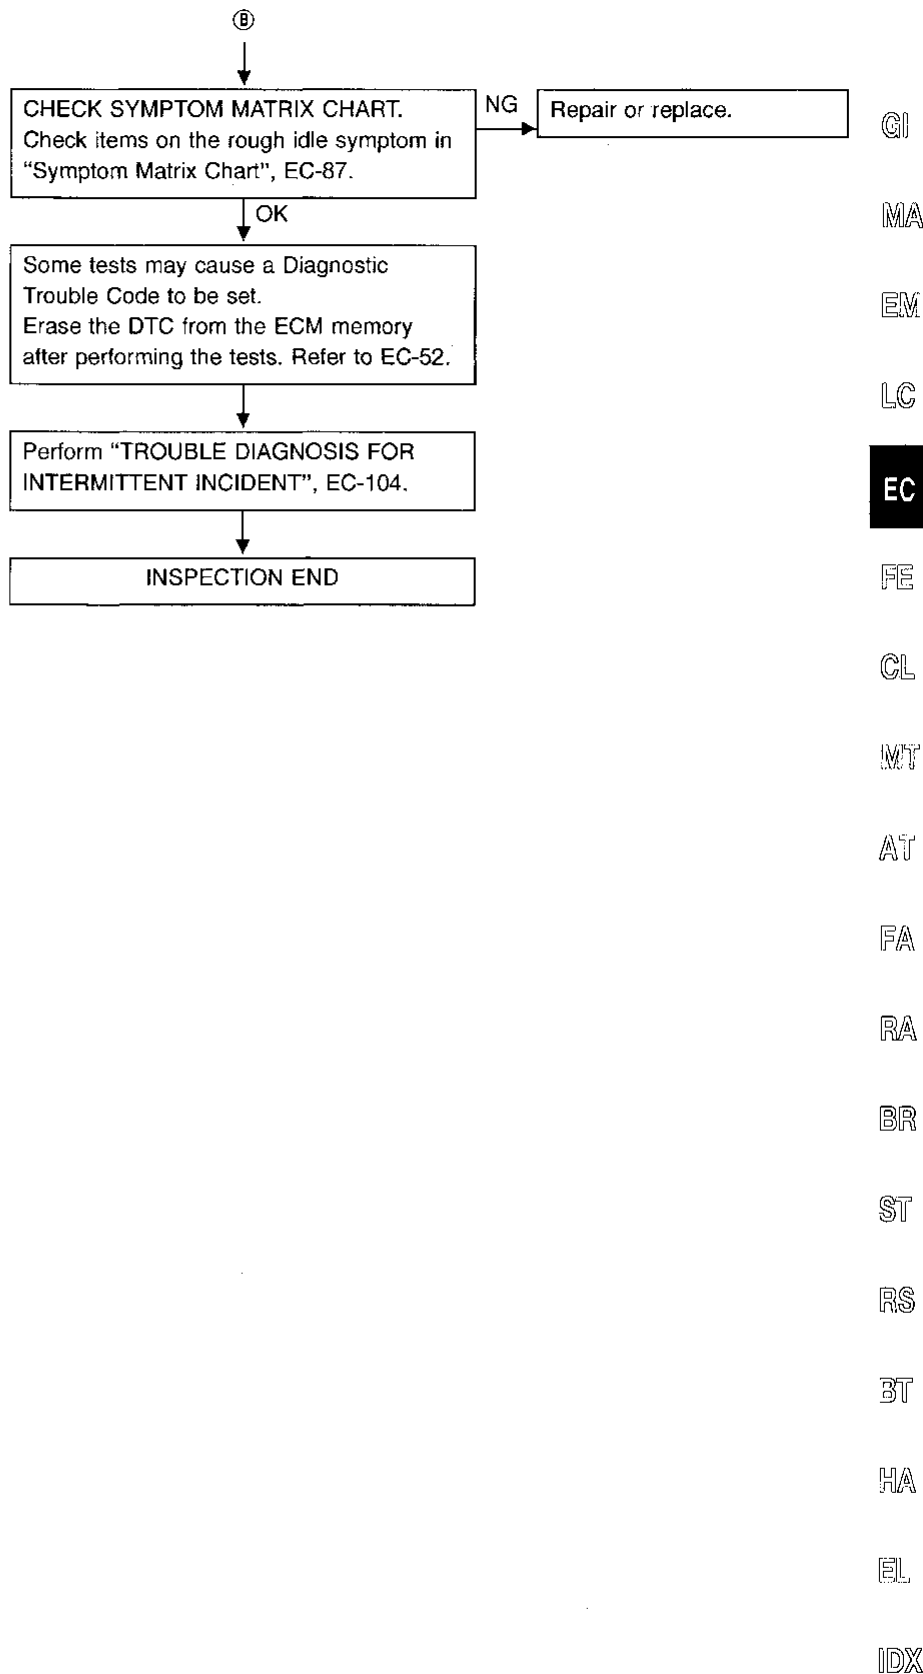 Ⓑ
CHECK SYMPTOM MATRIX CHART.
Check items on the rough idle symptom in
“Symptom Matrix Chart”, EC-87.
NG
Repair or replace.
OK
Some tests may cause a Diagnostic
Trouble Code to be set.
Erase the DTC from the ECM memory
after performing the tests. Refer to EC-52.
Perform “TROUBLE DIAGNOSIS FOR
INTERMITTENT INCIDENT”, EC-104.
INSPECTION END
GI
MA
EM
LC
EC
FE
CL
MT
AT
FA
RA
BR
ST
RS
BT
HA
EL
IDX